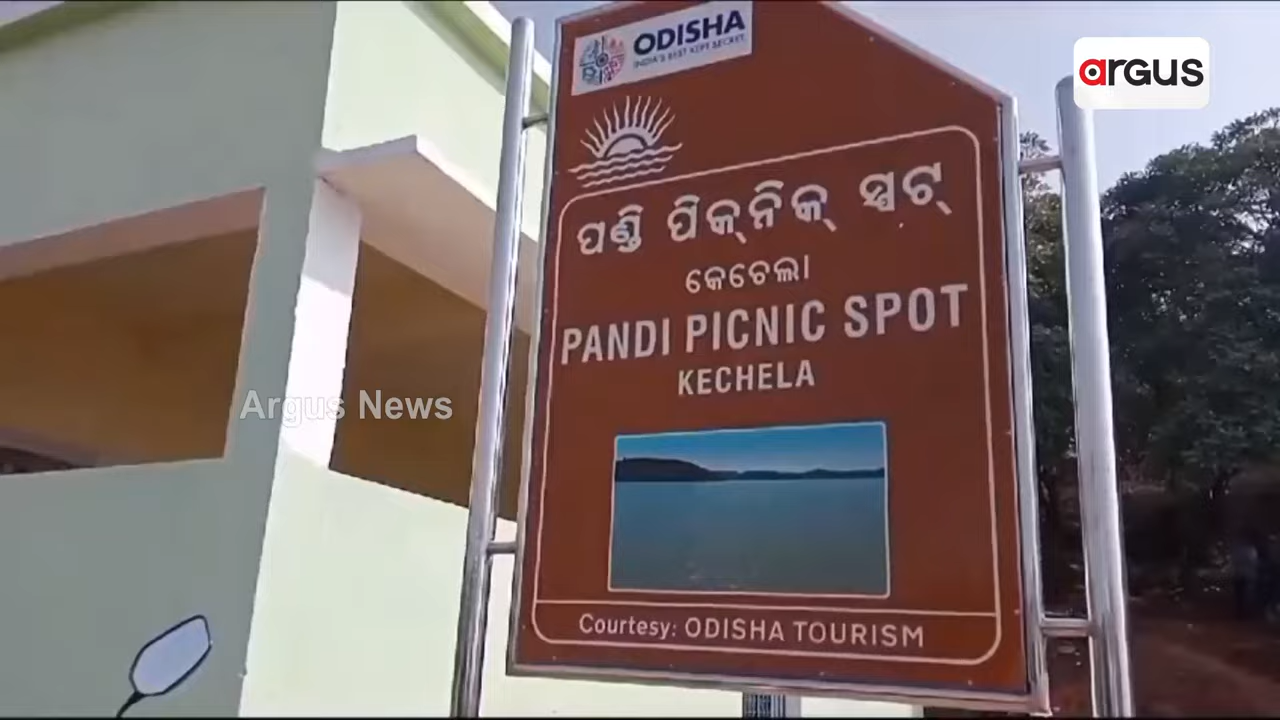 ODISHA
INDIA'S BEST KEPT SECRET
argus
ପଣ୍ଡି ପିକ୍‌ନିକ୍ ସ୍ପଟ୍
କେଚେଲା
PANDI PICNIC SPOT
KECHELA
Argus News
Courtesy: ODISHA TOURISM